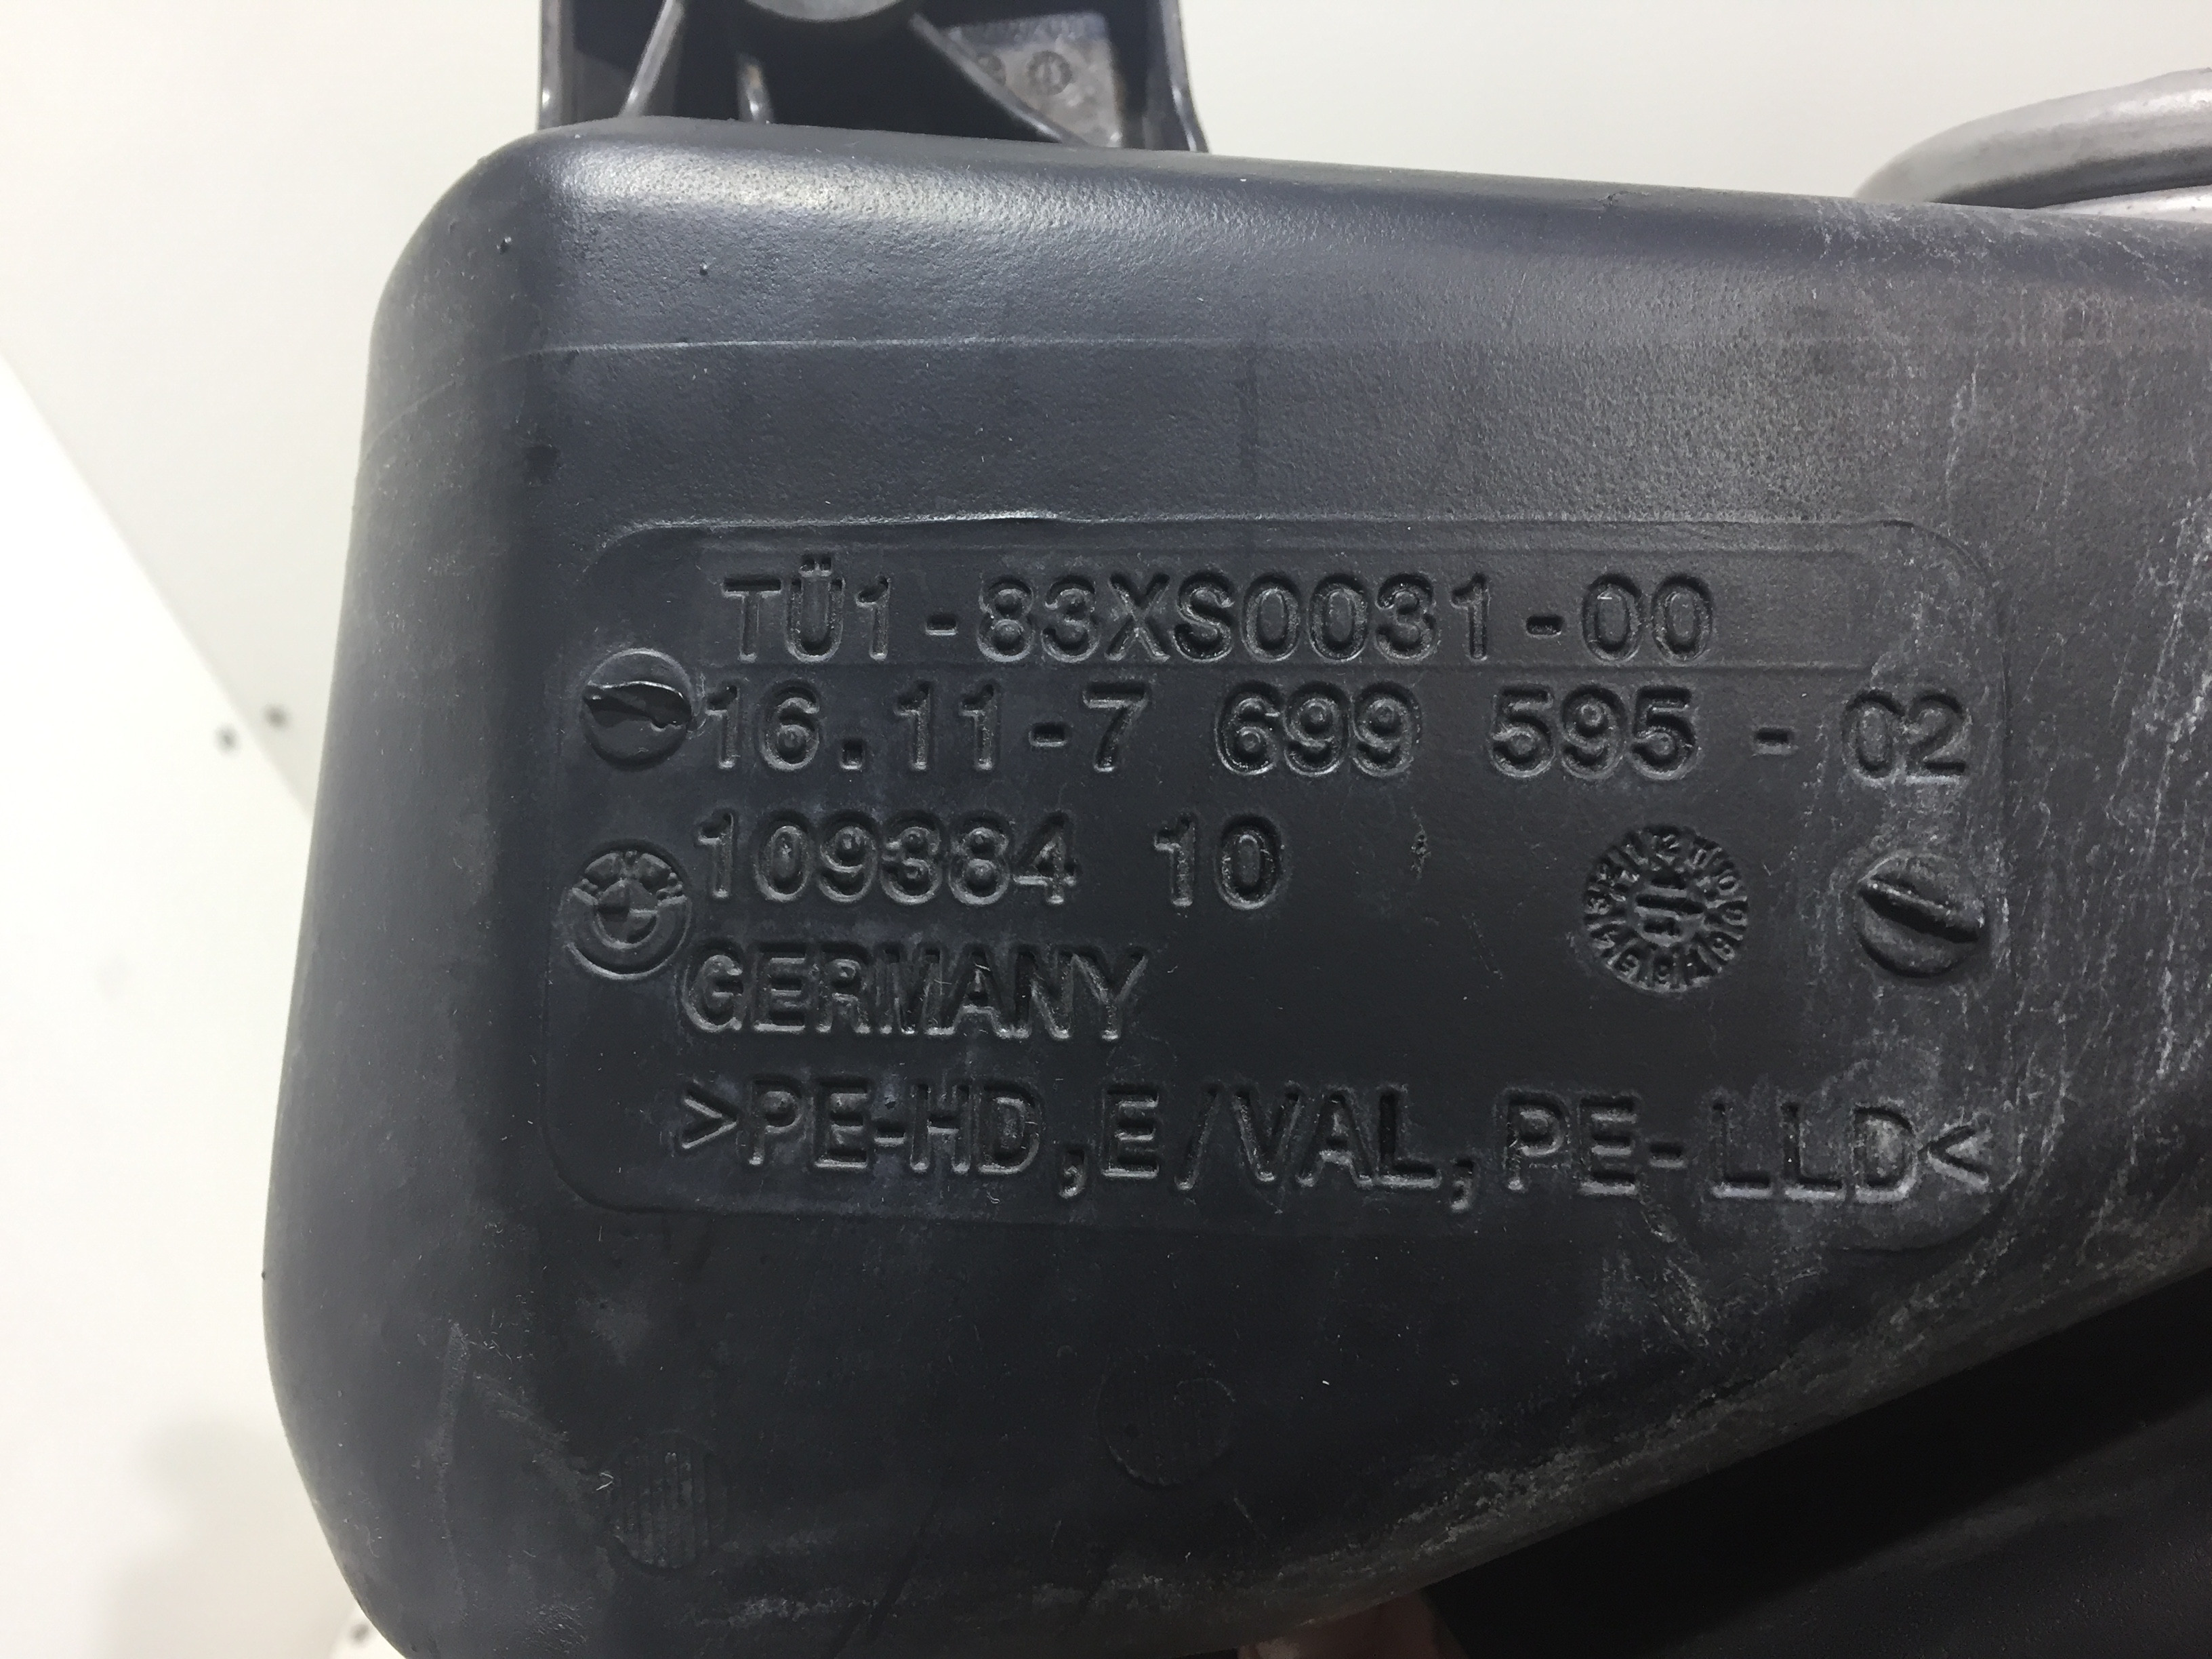 TÜ1-83XS0031-00
16.11-7 699 595-02
109384 10
GERMANY
>PE-HD,E/VAL,PE-LLD<